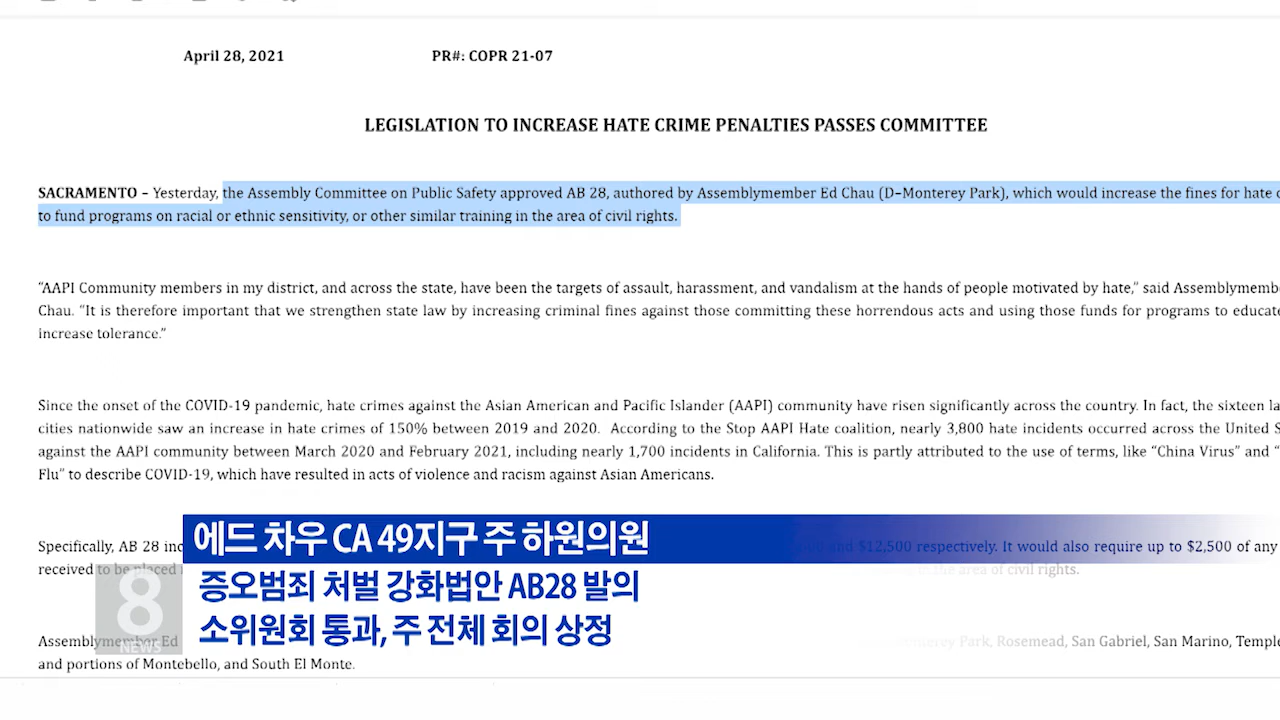 April 28, 2021 PR#: COPR 21-07
LEGISLATION TO INCREASE HATE CRIME PENALTIES PASSES COMMITTEE
SACRAMENTO – Yesterday, the Assembly Committee on Public Safety approved AB 28, authored by Assemblymember Ed Chau (D–Monterey Park), which would increase the fines for hate
to fund programs on racial or ethnic sensitivity, or other similar training in the area of civil rights.
“AAPI Community members in my district, and across the state, have been the targets of assault, harassment, and vandalism at the hands of people motivated by hate,” said
Chau. “It is therefore important that we strengthen state law by increasing criminal fines against those committing these horrendous acts and using those funds for programs to
increase tolerance.”
Since the onset of the COVID-19 pandemic, hate crimes against the Asian American and Pacific Islander (AAPI) community have risen significantly across the country. In fact, the sixteen
cities nationwide saw an increase in hate crimes of 150% between 2019 and 2020. According to the Stop AAPI Hate coalition, nearly 3,800 hate incidents occurred across the United
against the AAPI community between March 2020 and February 2021, including nearly 1,700 incidents in California. This is partly attributed to the use of terms, like “China Virus” and
Flu” to describe COVID-19, which have resulted in acts of violence and racism against Asian Americans.
에드 차우 CA 49지구 주 하원의원
Specifically, AB 28 and $12,500 respectively. It would also require up to $2,500 of any
received to be placed the area of civil rights.
증오범죄 처벌 강화법안 AB28 발의
8
NEWS
소위원회 통과, 주 전체 회의 상정
Assemblymember Ed Park, Rosemead, San Gabriel, San Marino,
and portions of Montebello, and South El Monte.